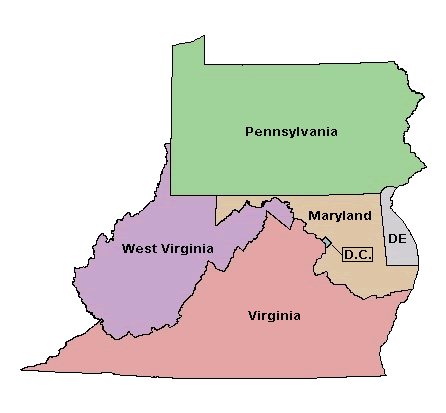 Pennsylvania
Maryland
DE
West Virginia
D.C.
Virginia